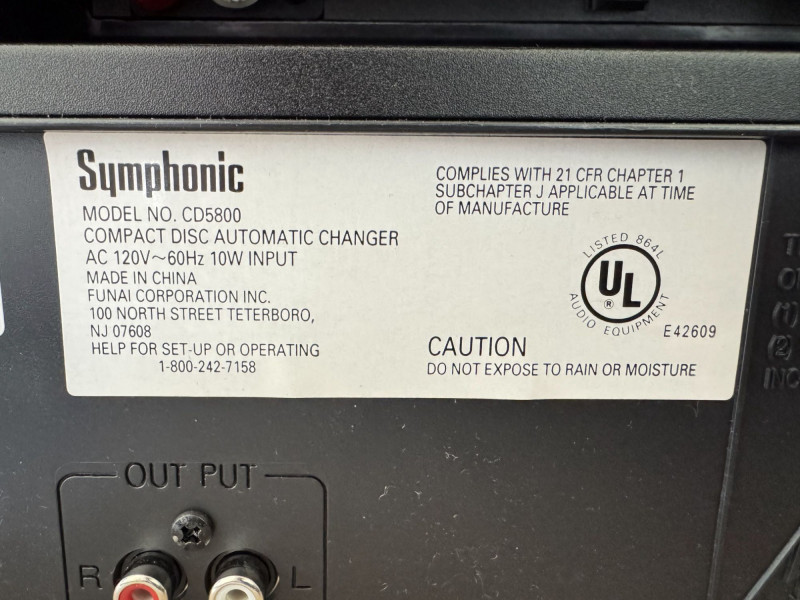 Symphonic
MODEL NO. CD5800
COMPACT DISC AUTOMATIC CHANGER
AC 120V~60Hz 10W INPUT
MADE IN CHINA
FUNAI CORPORATION INC.
100 NORTH STREET TETERBORO,
NJ 07608
HELP FOR SET-UP OR OPERATING
1-800-242-7158
COMPLIES WITH 21 CFR CHAPTER 1
SUBCHAPTER J APPLICABLE AT TIME
OF MANUFACTURE
LISTED 864L
UL
®
AUDIO EQUIPMENT
E42609
CAUTION
DO NOT EXPOSE TO RAIN OR MOISTURE
OUT PUT
R L
(1)
(2)